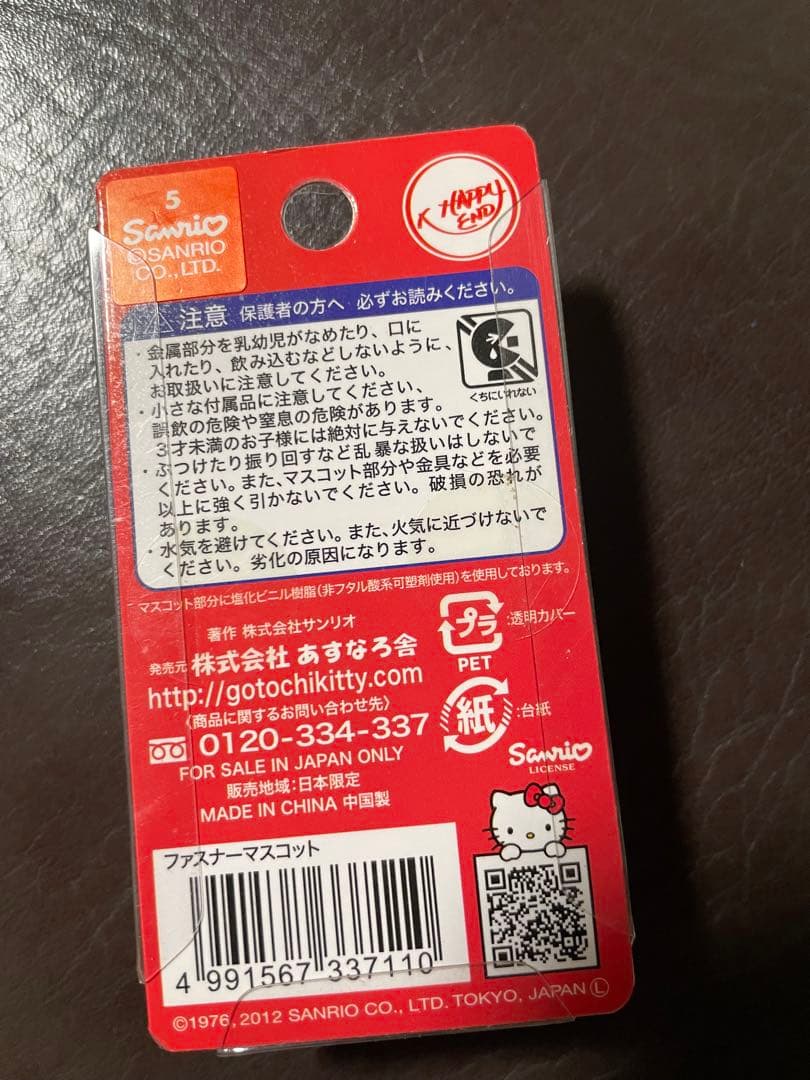 5
Sanrio
©SANRIO
CO., LTD.
HAPPY
END
注意 保護者の方へ 必ずお読みください。
・金属部分を乳幼児がなめたり、口に
入れたり、飲み込むなどしないように、
お取扱いに注意してください。
・小さな付属品に注意してください、
誤飲の危険や窒息の危険があります。
3才未満のお子様には絶対に与えないでください。
・ぶつけたり振り回すなど乱暴な扱いはしないで
ください。また、マスコット部分や金具などを必要
以上に強く引かないでください。破損の恐れが
あります。
・水気を避けてください。また、火気に近づけないで
ください。劣化の原因になります。
くちにいれない
マスコット部分に塩化ビニル樹脂(非フタル酸系可塑剤使用)を使用しております。
著作 株式会社サンリオ
発売元 株式会社 あすなろ舎
http://gotochikitty.com
〈商品に関するお問い合わせ先〉
0120-334-337
FOR SALE IN JAPAN ONLY
販売地域:日本限定
MADE IN CHINA 中国製
プラ :透明カバー
PET
紙 :台紙
Sanrio
LICENSE
ファスナーマスコット
4 991567 337110
©1976, 2012 SANRIO CO., LTD. TOKYO, JAPAN Ⓛ